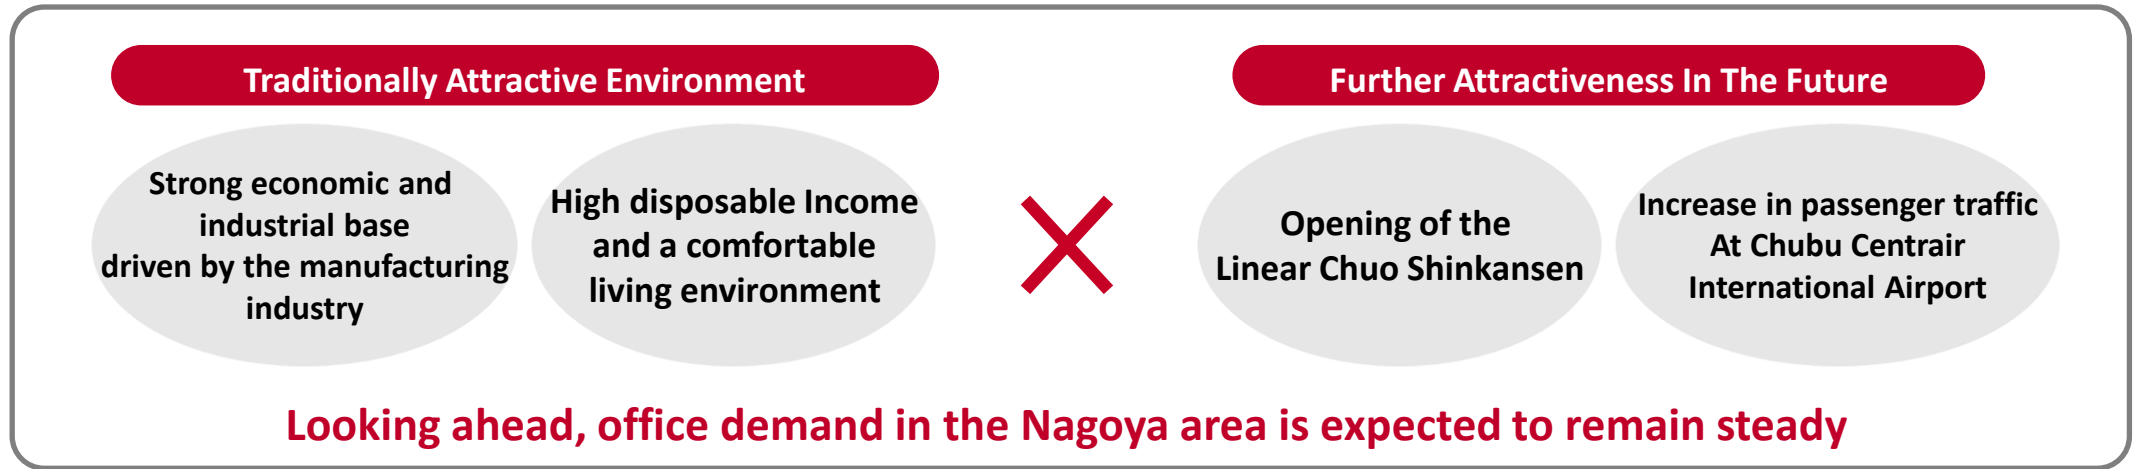 Traditionally Attractive Environment
Further Attractiveness In The Future
Strong economic and
industrial base
driven by the manufacturing
industry
High disposable Income
and a comfortable
living environment
Opening of the
Linear Chuo Shinkansen
Increase in passenger traffic
At Chubu Centrair
International Airport
Looking ahead, office demand in the Nagoya area is expected to remain steady